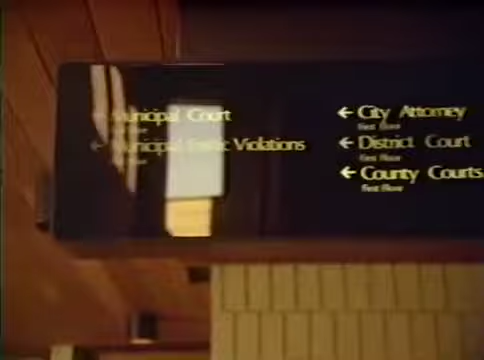 ← Municipal Court
← Municipal Traffic Violations
← City Attorney
First Floor
← District Court
First Floor
← County Courts
First Floor